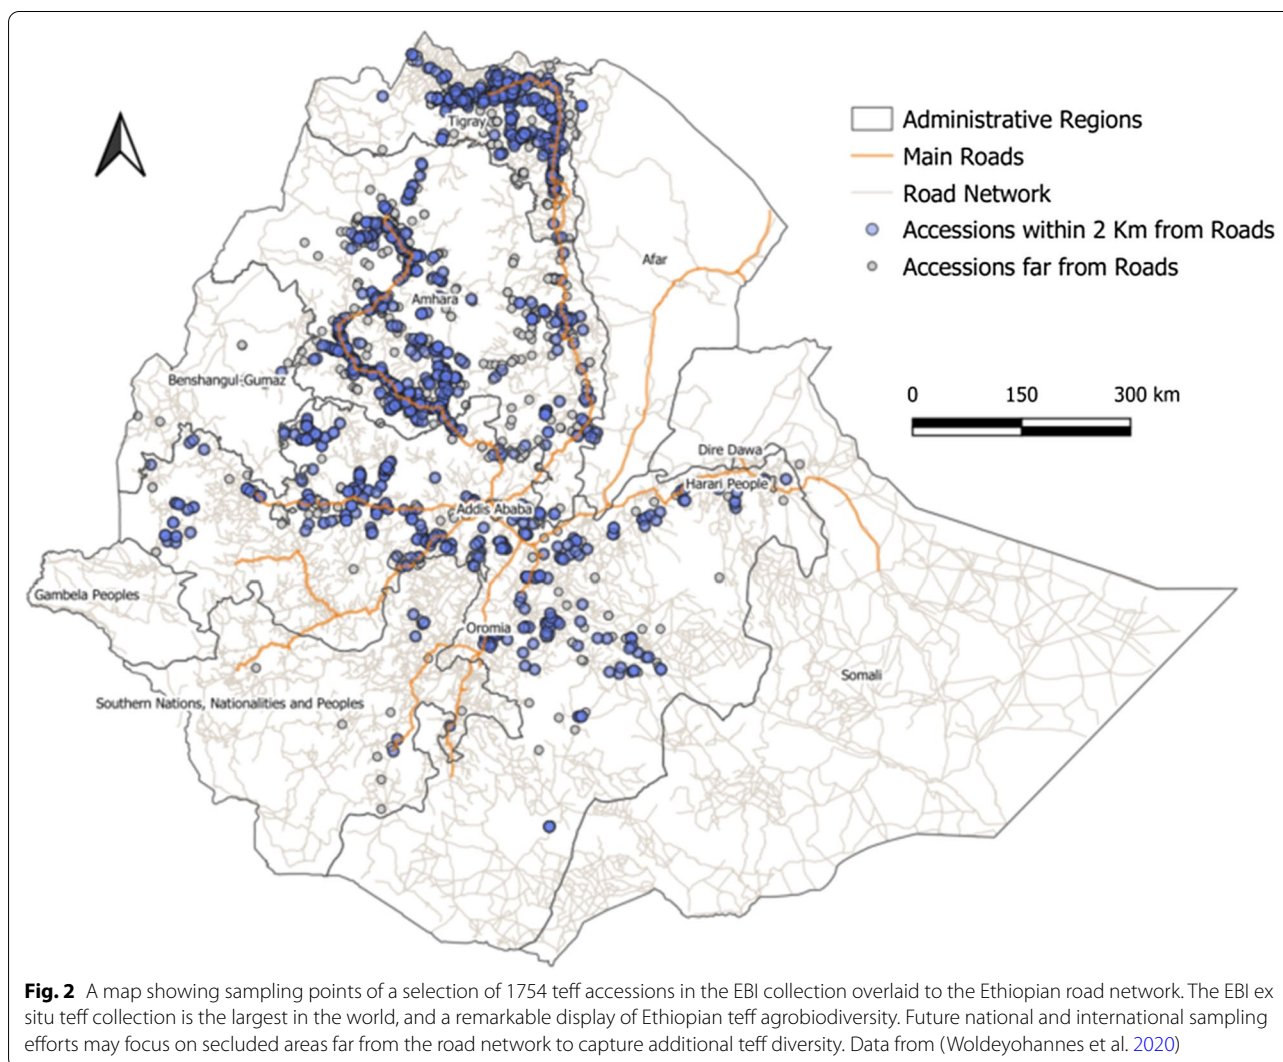 Tigray
Afar
Amhara
Benshangul-Gumaz
Dire Dawa
Harari People
Addis Ababa
Gambela Peoples
Oromia
Somali
Southern Nations, Nationalities and Peoples
Administrative Regions
Main Roads
Road Network
Accessions within 2 Km from Roads
Accessions far from Roads
0 150 300 km
Fig. 2 A map showing sampling points of a selection of 1754 teff accessions in the EBI collection overlaid to the Ethiopian road network. The EBI ex
situ teff collection is the largest in the world, and a remarkable display of Ethiopian teff agrobiodiversity. Future national and international sampling
efforts may focus on secluded areas far from the road network to capture additional teff diversity. Data from (Woldeyohannes et al. 2020)